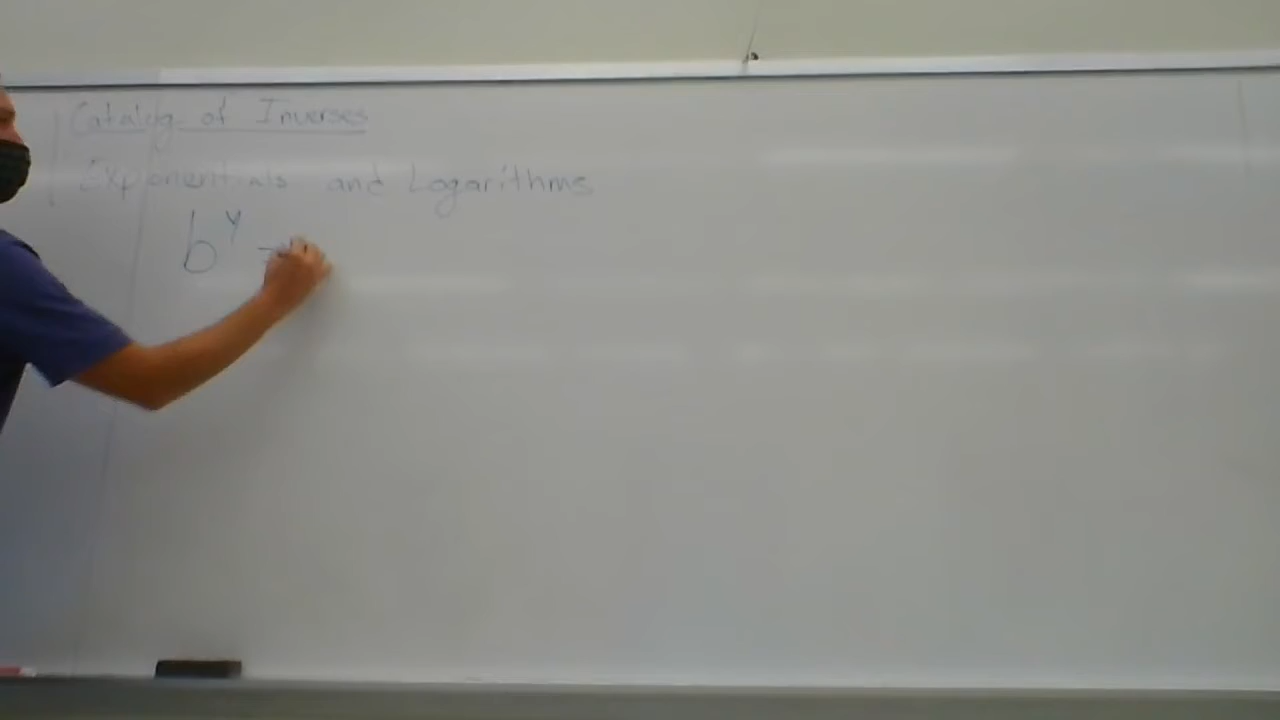 Catalog of Inverses
Exponentials and Logarithms
b^y =